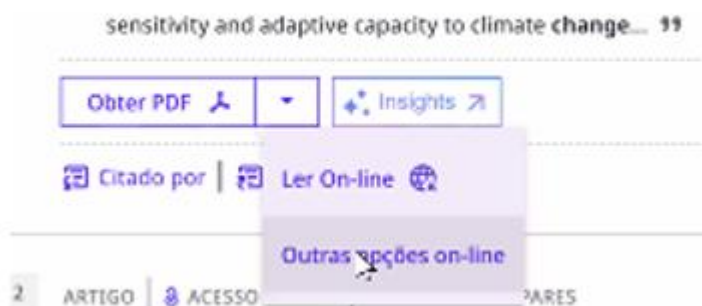 sensitivity and adaptive capacity to climate change... ❞
Obter PDF Insights
Citado por | Ler On-line
Outras opções on-line
2 ARTIGO | ACESSO PARES